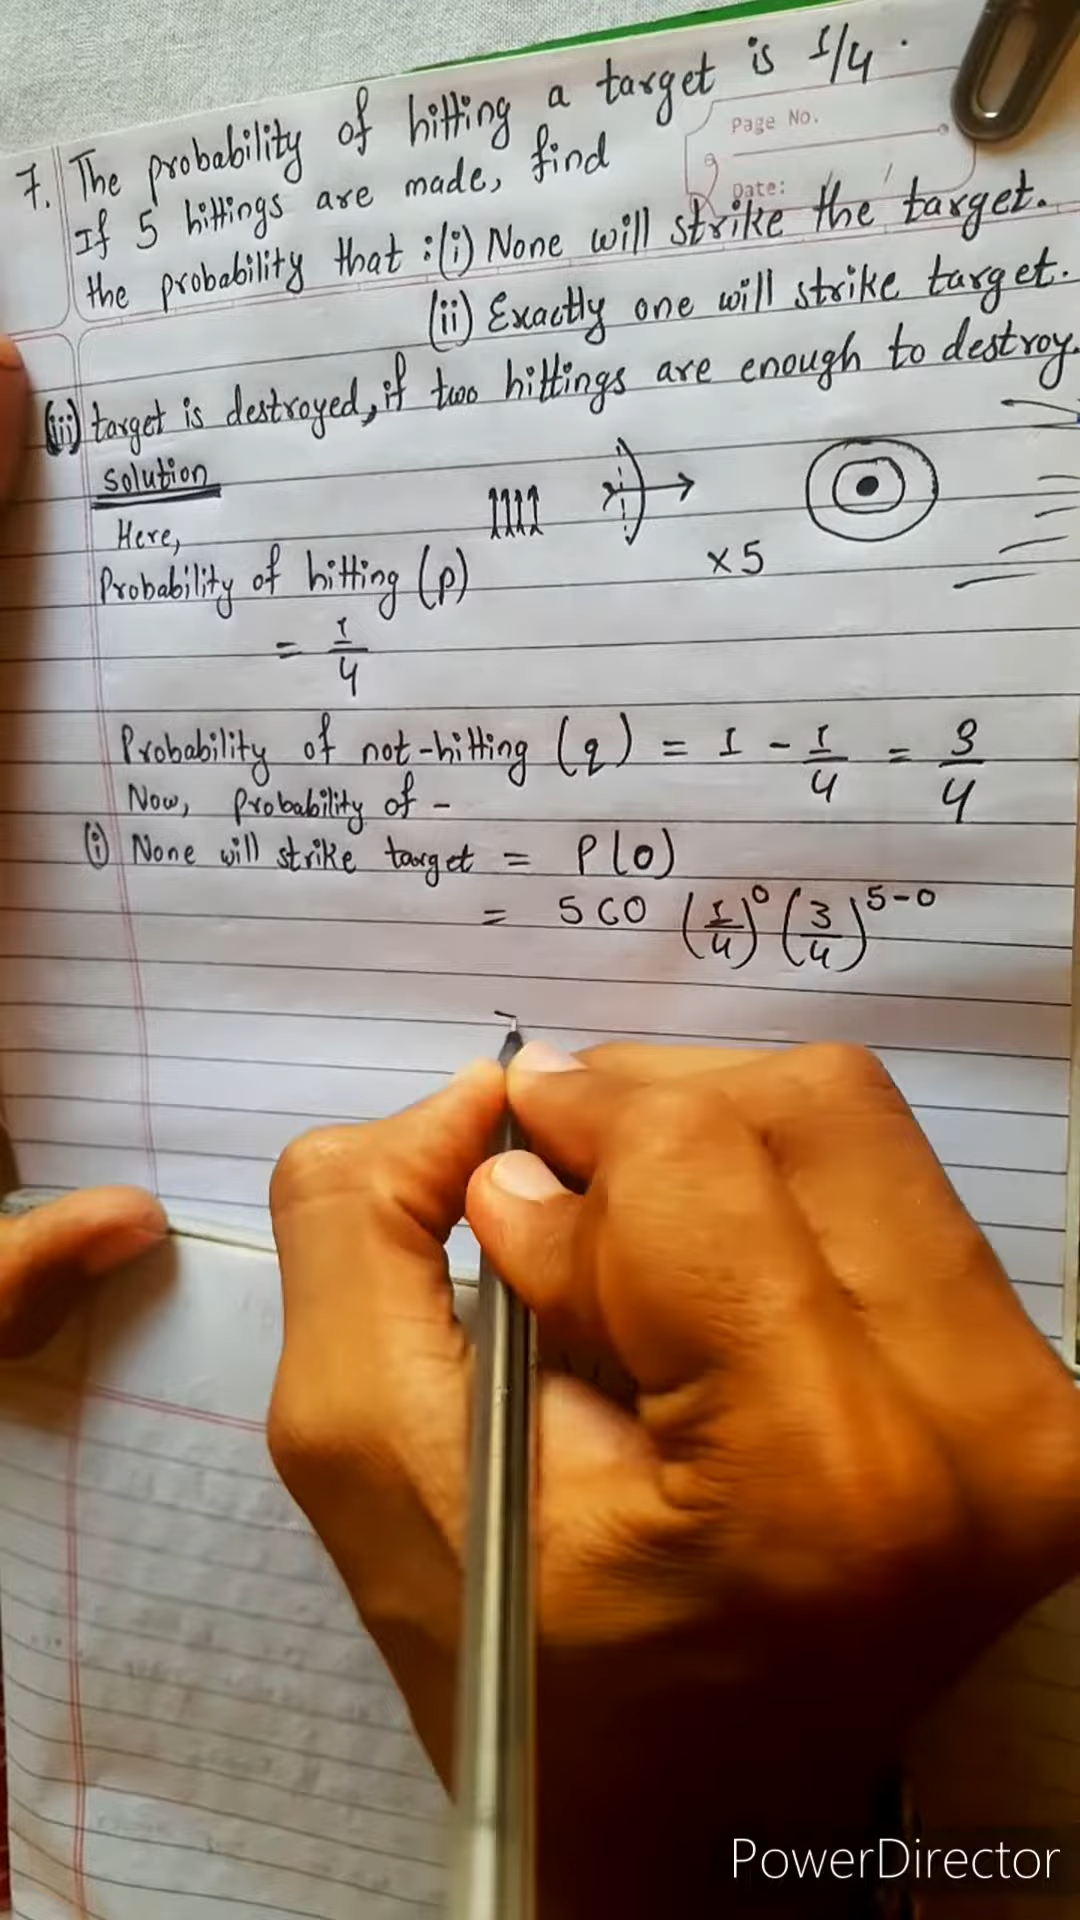 7. The probability of hitting a target is 1/4.
Page No.
If 5 hittings are made, find
Date:
the probability that : (i) None will strike the target.
(ii) Exactly one will strike target.
(iii) target is destroyed, if two hittings are enough to destroy.
Solution
Here,
Probability of hitting (p)
×5
= 1/4
Probability of not-hitting (q) = 1 - 1/4 = 3/4
Now, probability of -
(i) None will strike target = P(0)
= 5C0 (1/4)^0 (3/4)^5-0
PowerDirector